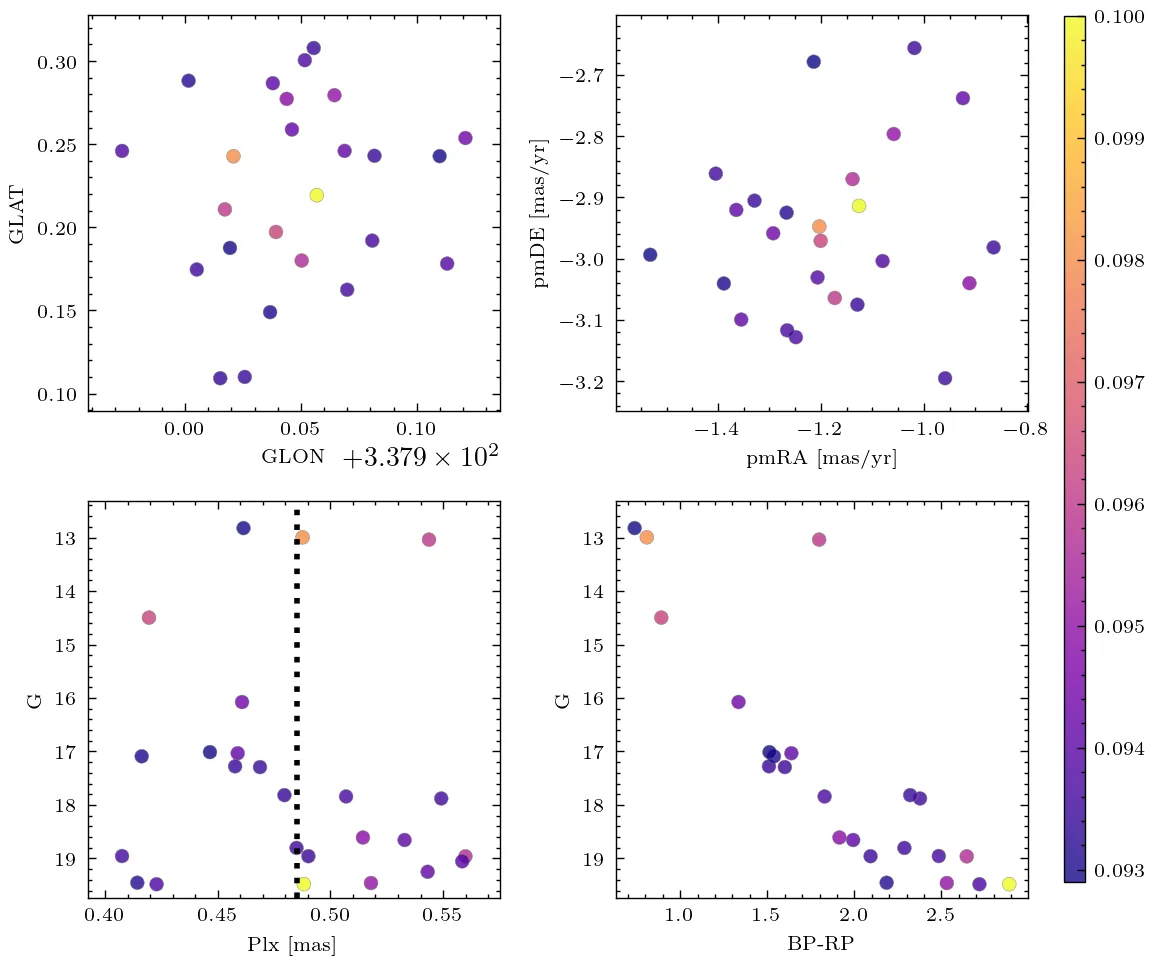 0.30
0.25
0.20
0.15
0.10
GLAT
0.00 0.05 0.10
GLON +3.379 × 10²
−2.7
−2.8
−2.9
−3.0
−3.1
−3.2
pmDE [mas/yr]
−1.4 −1.2 −1.0 −0.8
pmRA [mas/yr]
13
14
15
16
17
18
19
G
0.40 0.45 0.50 0.55
Plx [mas]
13
14
15
16
17
18
19
G
1.0 1.5 2.0 2.5
BP-RP
0.100
0.099
0.098
0.097
0.096
0.095
0.094
0.093